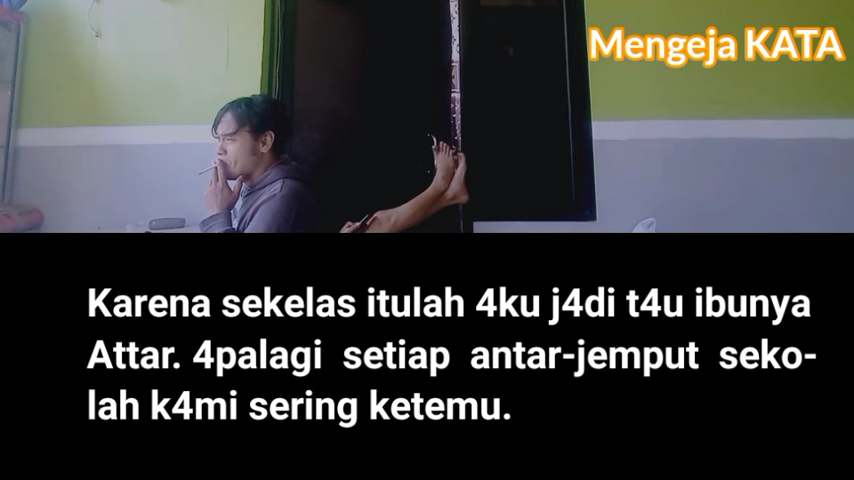 Mengeja KATA
Karena sekelas itulah 4ku j4di t4u ibunya
Attar. 4palagi setiap antar-jemput seko-
lah k4mi sering ketemu.